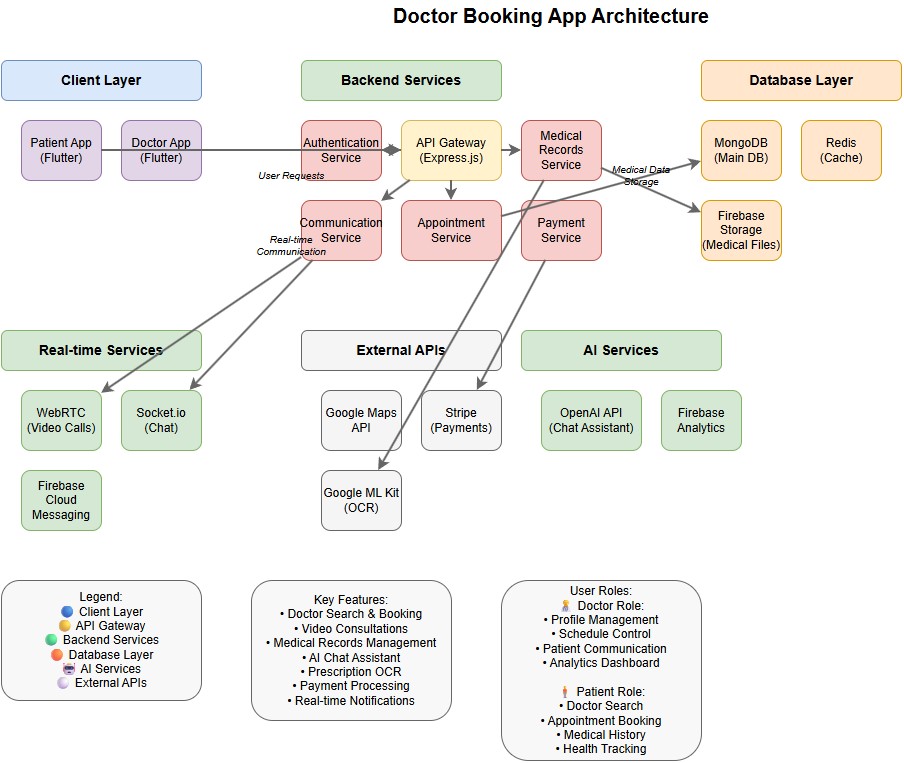 Doctor Booking App Architecture
Client Layer
Backend Services
Database Layer
Patient App
(Flutter)
Doctor App
(Flutter)
Authentication
Service
API Gateway
(Express.js)
Medical
Records
Service
MongoDB
(Main DB)
Redis
(Cache)
User Requests
Medical Data
Storage
Communication
Service
Appointment
Service
Payment
Service
Firebase
Storage
(Medical Files)
Real-time
Communication
Real-time Services
External APIs
AI Services
WebRTC
(Video Calls)
Socket.io
(Chat)
Google Maps
API
Stripe
(Payments)
OpenAI API
(Chat Assistant)
Firebase
Analytics
Firebase
Cloud
Messaging
Google ML Kit
(OCR)
Legend:
🔵 Client Layer
🟡 API Gateway
🟢 Backend Services
🟠 Database Layer
🤖 AI Services
⚪ External APIs
Key Features:
• Doctor Search & Booking
• Video Consultations
• Medical Records Management
• AI Chat Assistant
• Prescription OCR
• Payment Processing
• Real-time Notifications
User Roles:
Doctor Role:
• Profile Management
• Schedule Control
• Patient Communication
• Analytics Dashboard
Patient Role:
• Doctor Search
• Appointment Booking
• Medical History
• Health Tracking